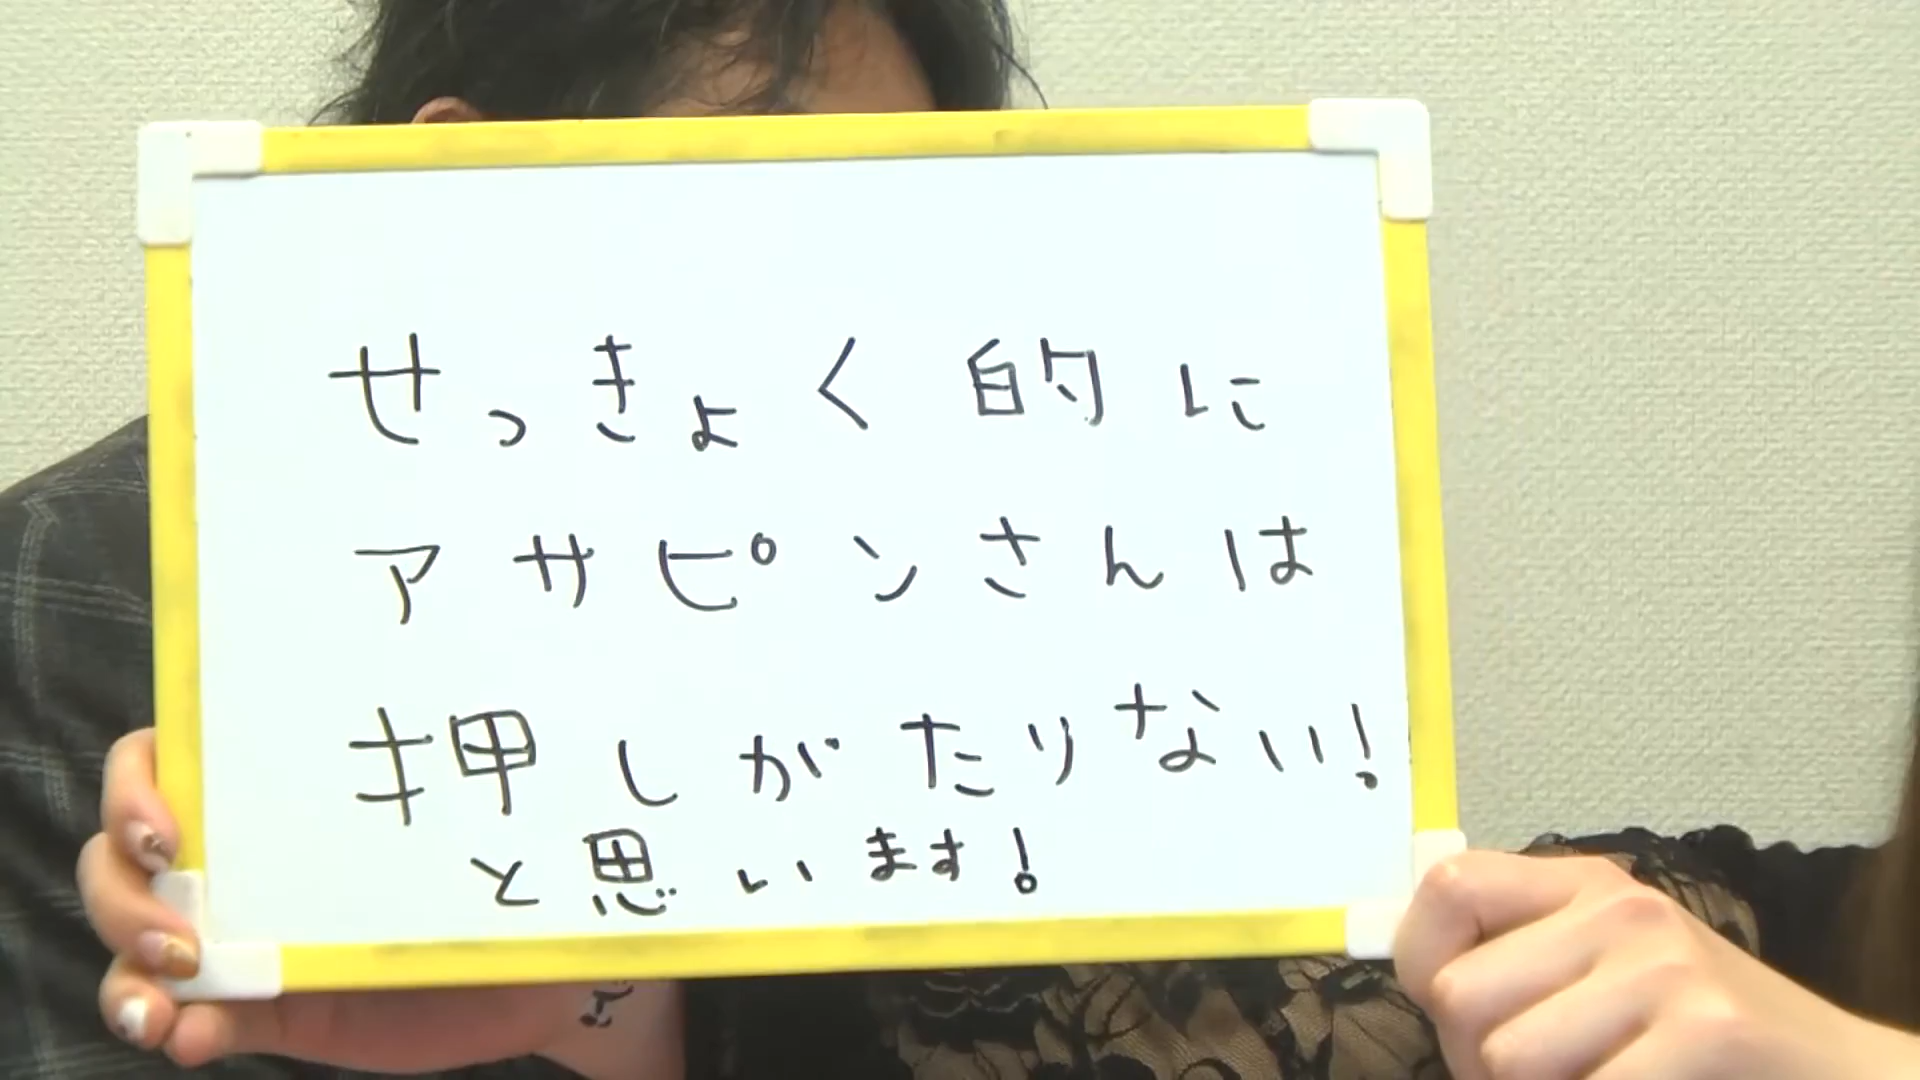 せっきょく的に
アサピンさんは
押しがたりない!
と思います!